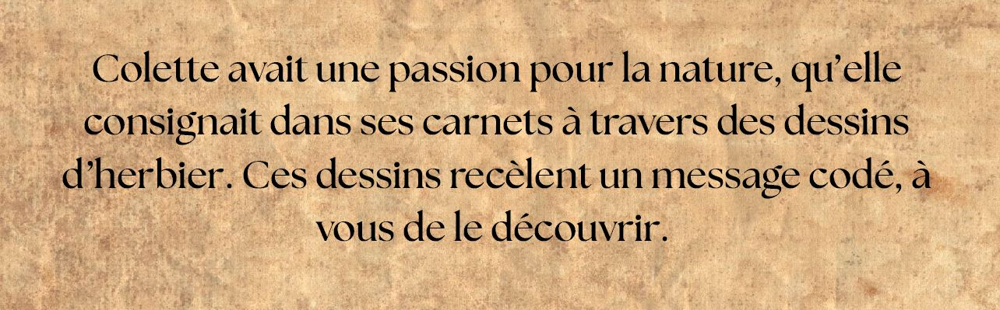 Colette avait une passion pour la nature, qu’elle
consignait dans ses carnets à travers des dessins
d’herbier. Ces dessins recèlent un message codé, à
vous de le découvrir.